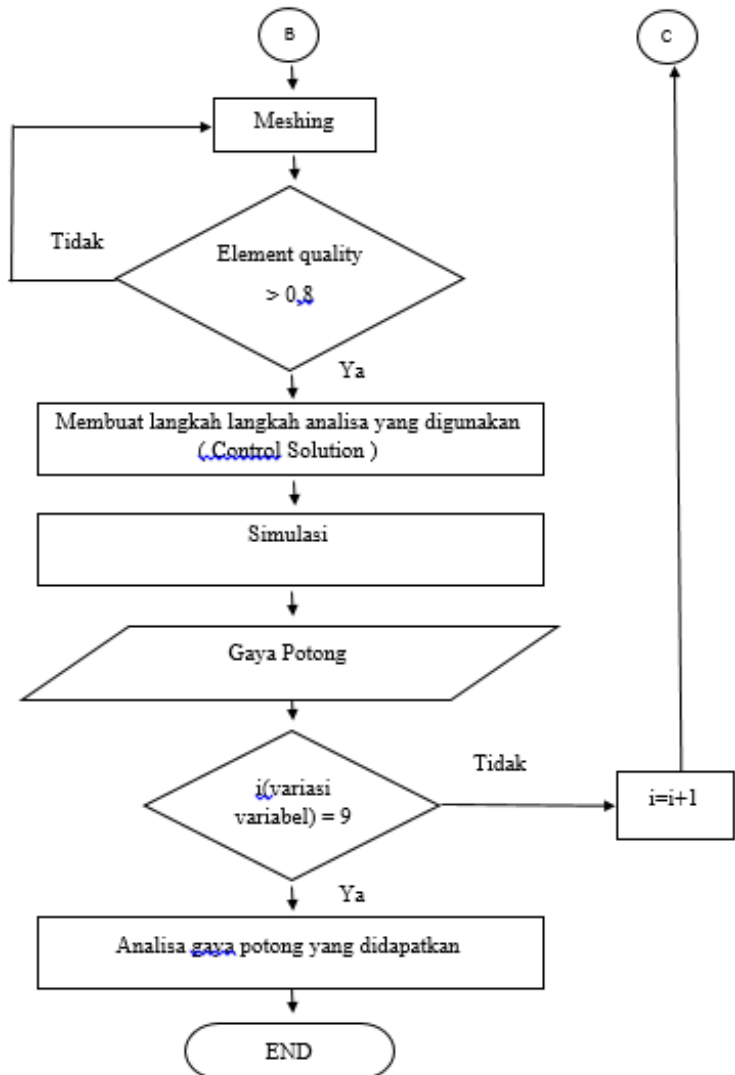 B
C
Meshing
Tidak
Element quality
> 0,8
Ya
Membuat langkah langkah analisa yang digunakan
( Control Solution )
Simulasi
Gaya Potong
i(variasi
variabel) = 9
Tidak
i=i+1
Ya
Analisa gaya potong yang didapatkan
END